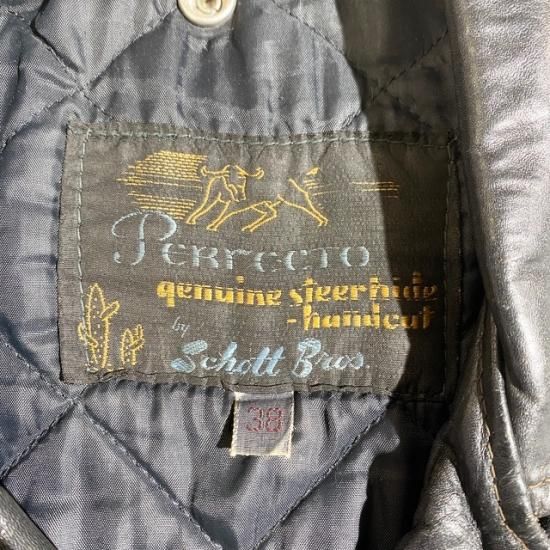 Perfecto
genuine steerhide
-handcut
by
Schott Bros.
38